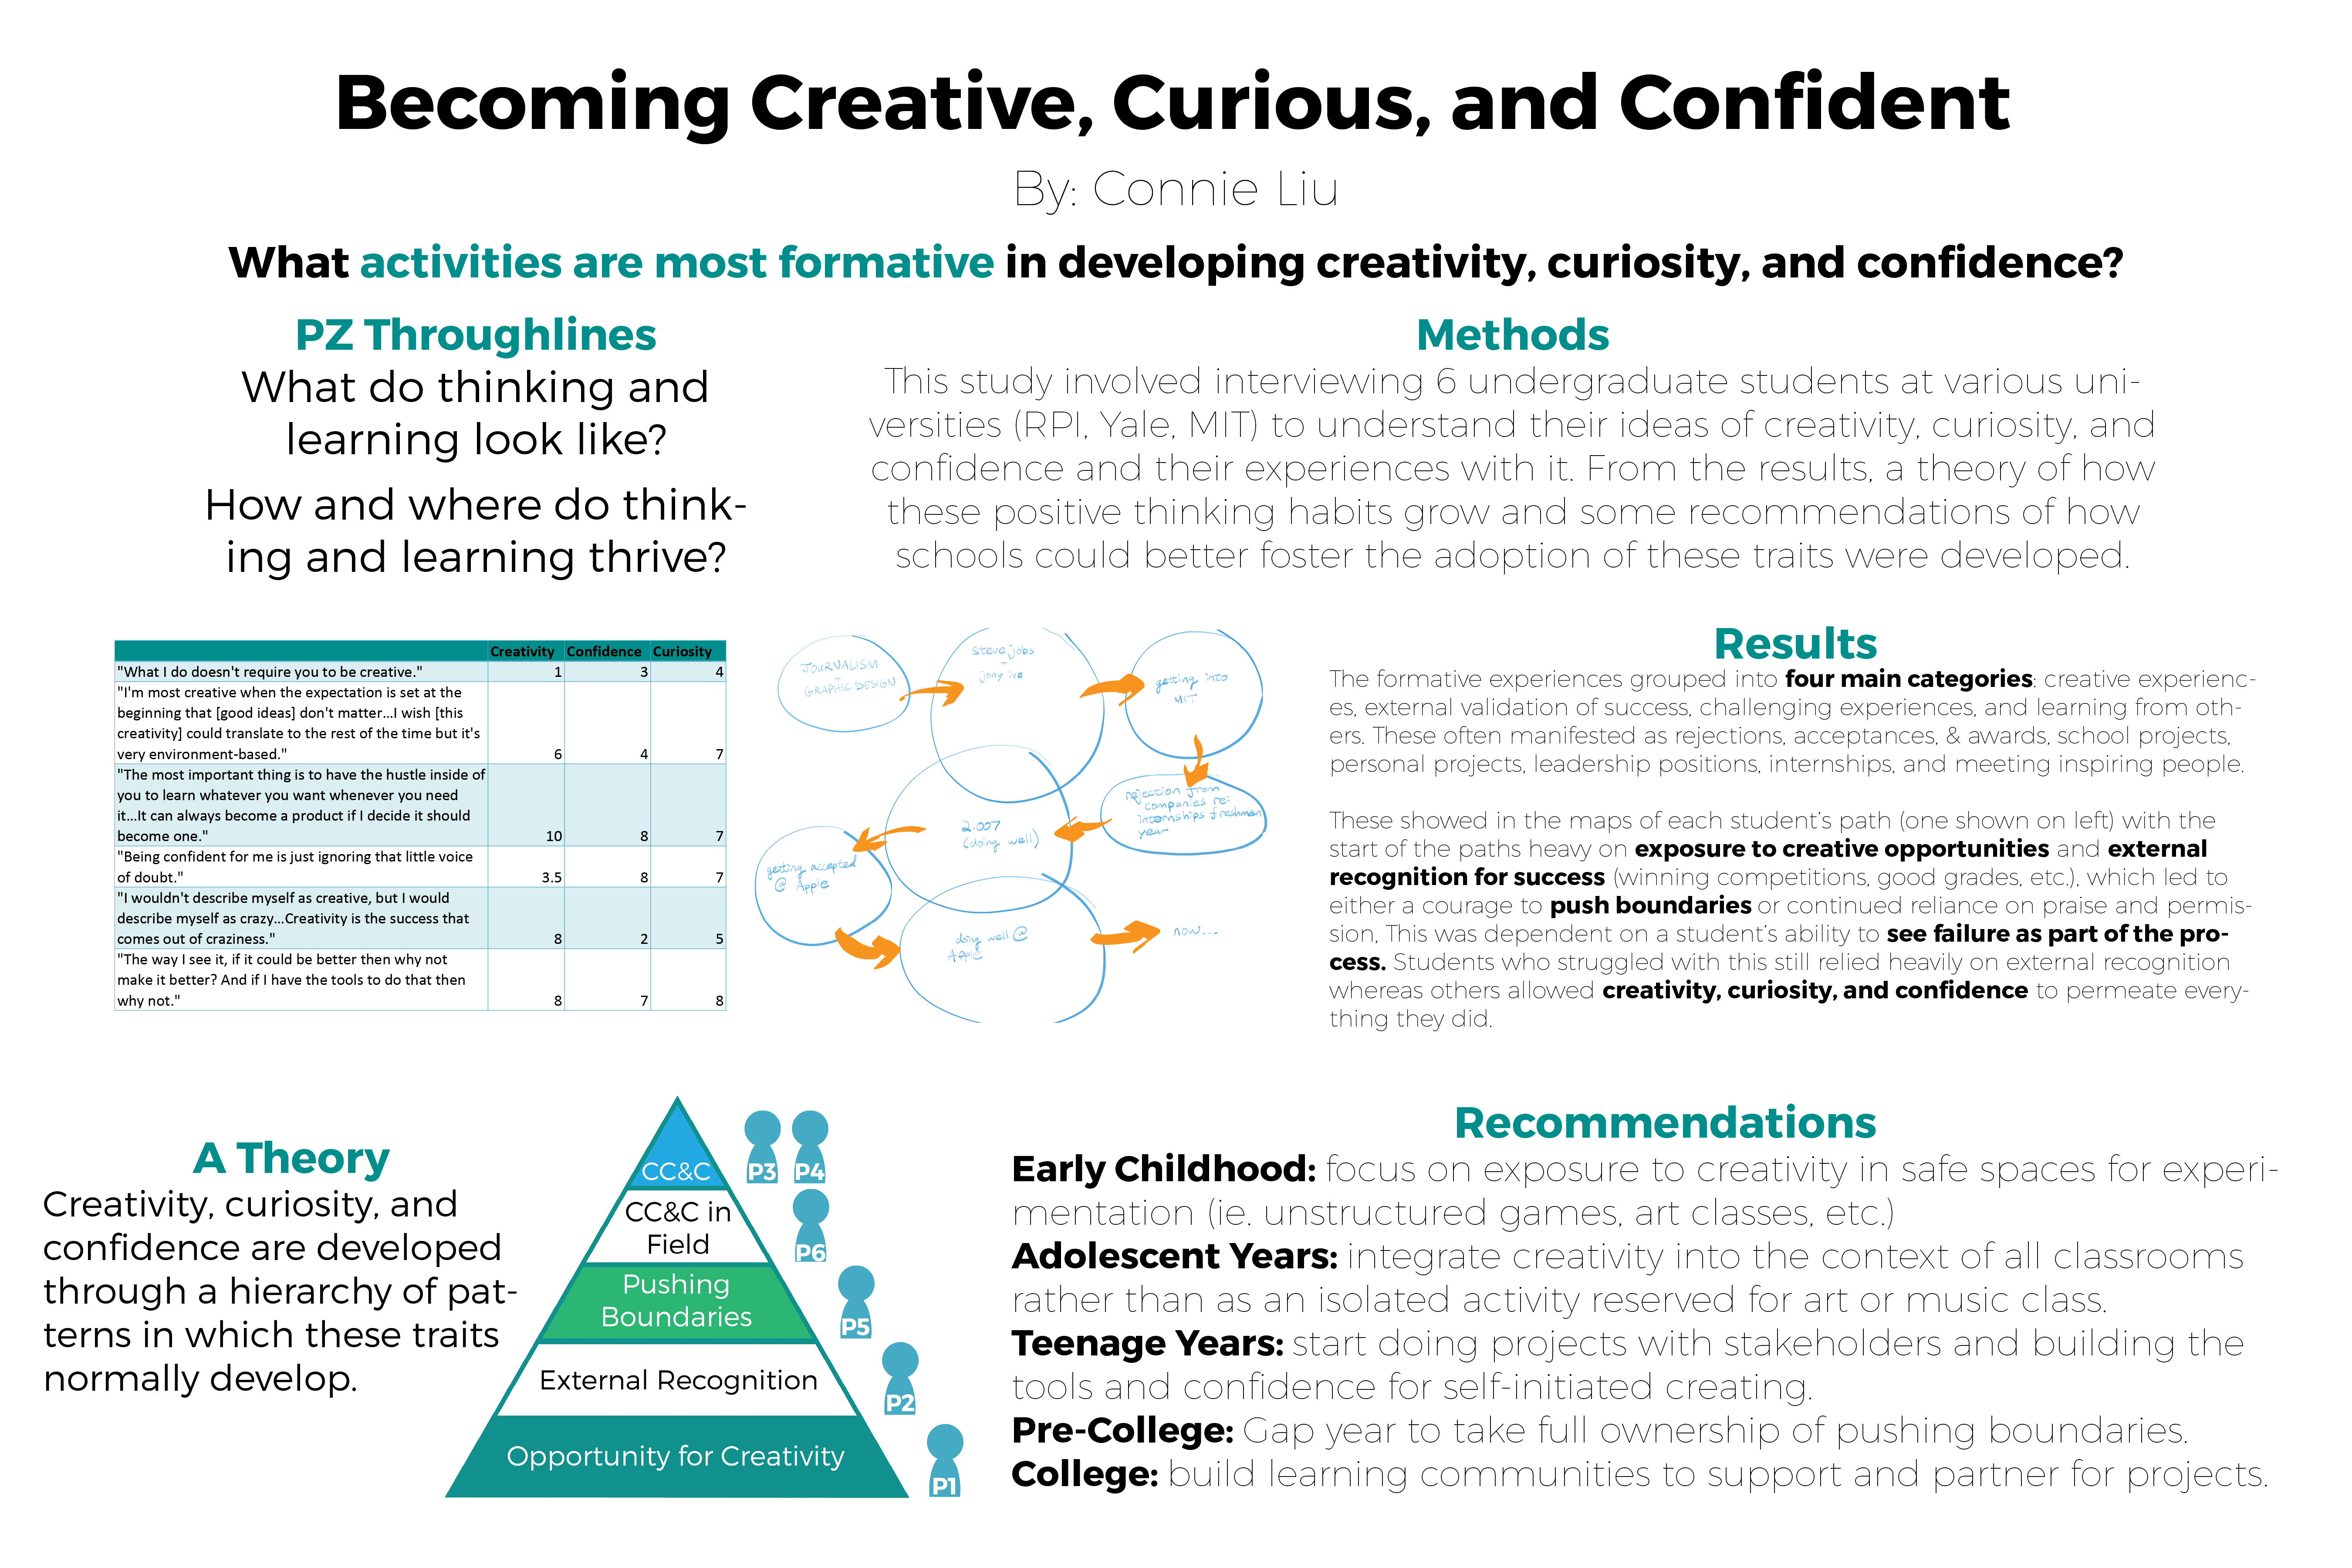 Becoming Creative, Curious, and Confident
By: Connie Liu
What activities are most formative in developing creativity, curiosity, and confidence?
PZ Throughlines
What do thinking and
learning look like?
How and where do think-
ing and learning thrive?
Methods
This study involved interviewing 6 undergraduate students at various uni-
versities (RPI, Yale, MIT) to understand their ideas of creativity, curiosity, and
confidence and their experiences with it. From the results, a theory of how
these positive thinking habits grow and some recommendations of how
schools could better foster the adoption of these traits were developed.
Creativity Confidence Curiosity
"What I do doesn't require you to be creative." 1 3 4
"I'm most creative when the expectation is set at the
beginning that [good ideas] don't matter...I wish [this
creativity] could translate to the rest of the time but it's
very environment-based." 6 4 7
"The most important thing is to have the hustle inside of
you to learn whatever you want whenever you need
it...It can always become a product if I decide it should
become one." 10 8 7
"Being confident for me is just ignoring that little voice
of doubt." 3.5 8 7
"I wouldn't describe myself as creative, but I would
describe myself as crazy...Creativity is the success that
comes out of craziness." 8 2 5
"The way I see it, if it could be better then why not
make it better? And if I have the tools to do that then
why not." 8 7 8
JOURNALISM
+
GRAPHIC DESIGN
steve jobs
+
jony ive
getting into
MIT
rejection from
companies re:
internships freshman
year
2.007
(doing well)
getting accepted
@ Apple
doing well @
Apple
now...
Results
The formative experiences grouped into four main categories: creative experienc-
es, external validation of success, challenging experiences, and learning from oth-
ers. These often manifested as rejections, acceptances, & awards, school projects,
personal projects, leadership positions, internships, and meeting inspiring people.
These showed in the maps of each student's path (one shown on left) with the
start of the paths heavy on exposure to creative opportunities and external
recognition for success (winning competitions, good grades, etc.), which led to
either a courage to push boundaries or continued reliance on praise and permis-
sion, This was dependent on a student's ability to see failure as part of the pro-
cess. Students who struggled with this still relied heavily on external recognition
whereas others allowed creativity, curiosity, and confidence to permeate every-
thing they did.
A Theory
Creativity, curiosity, and
confidence are developed
through a hierarchy of pat-
terns in which these traits
normally develop.
CC&C
P3 P4
CC&C in
Field
P6
Pushing
Boundaries
P5
External Recognition
P2
Opportunity for Creativity
P1
Recommendations
Early Childhood: focus on exposure to creativity in safe spaces for experi-
mentation (ie. unstructured games, art classes, etc.)
Adolescent Years: integrate creativity into the context of all classrooms
rather than as an isolated activity reserved for art or music class.
Teenage Years: start doing projects with stakeholders and building the
tools and confidence for self-initiated creating.
Pre-College: Gap year to take full ownership of pushing boundaries.
College: build learning communities to support and partner for projects.